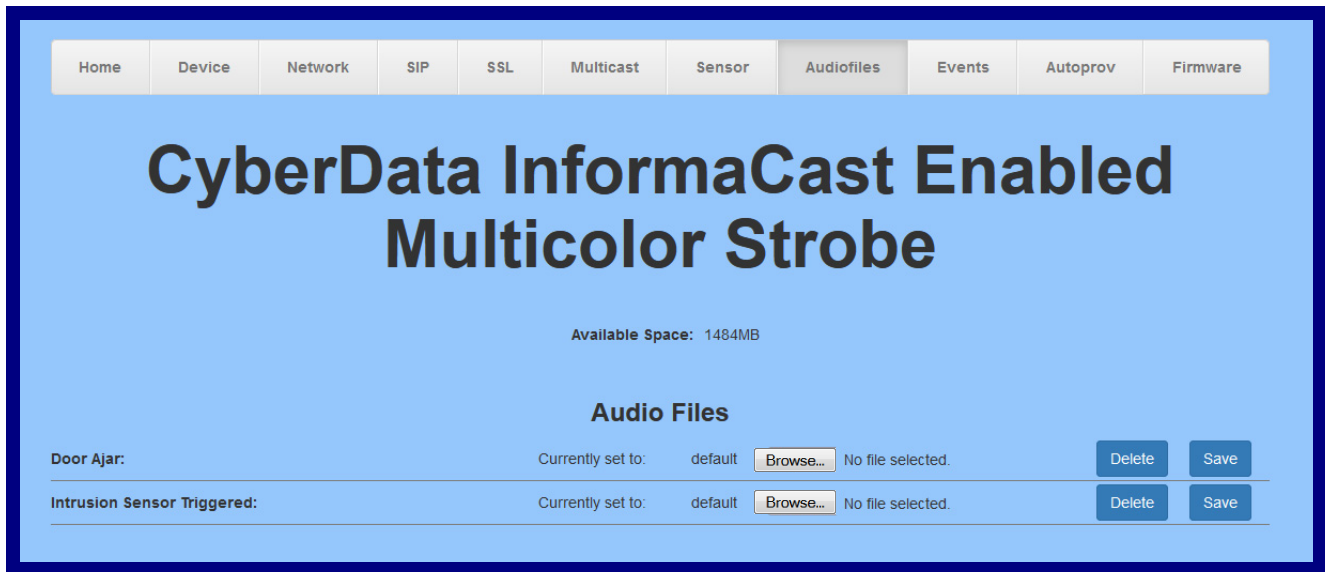 Home Device Network SIP SSL Multicast Sensor Audiofiles Events Autoprov Firmware
CyberData InformaCast Enabled
Multicolor Strobe
Available Space: 1484MB
Audio Files
Door Ajar: Currently set to: default Browse... No file selected. Delete Save
Intrusion Sensor Triggered: Currently set to: default Browse... No file selected. Delete Save